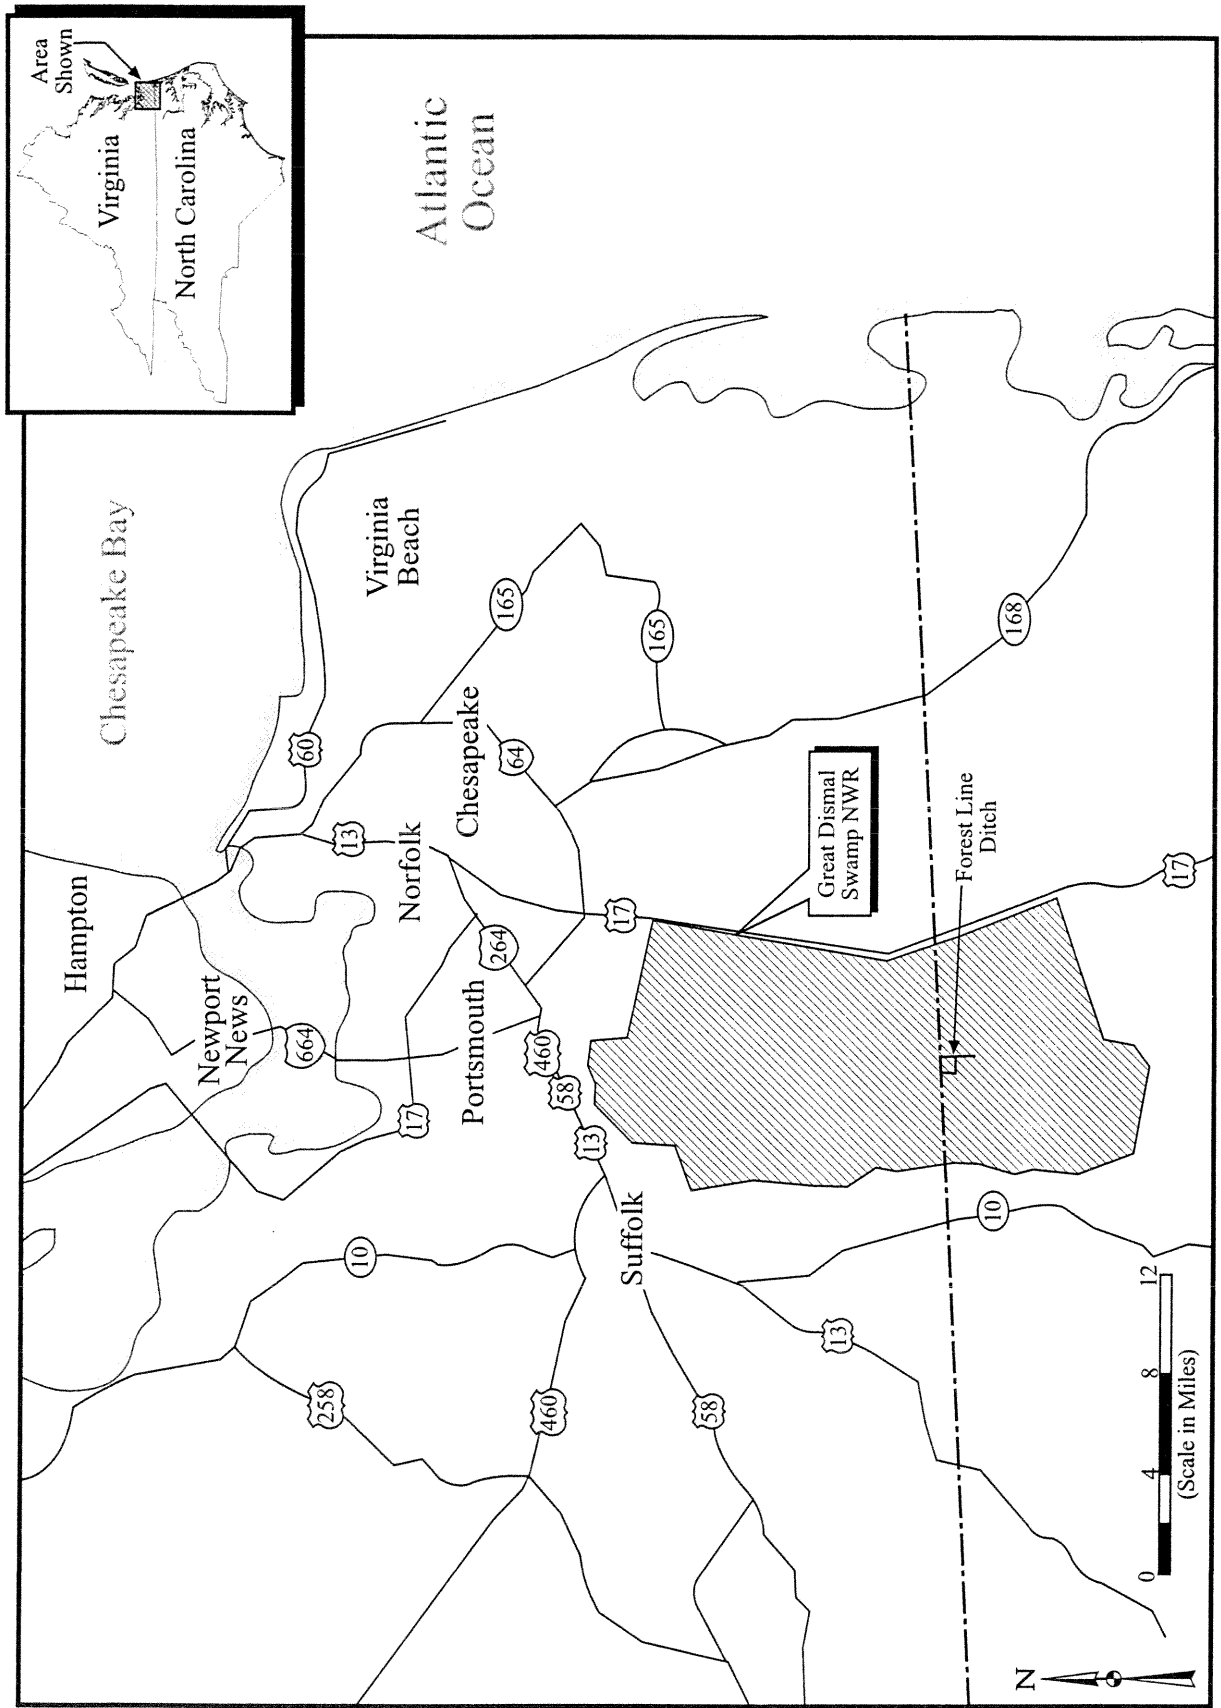 Area
Shown
Virginia
North Carolina
Chesapeake Bay
Atlantic
Ocean
Hampton
Newport
News
664
60
13
Norfolk
Virginia
Beach
165
165
Chesapeake
64
264
17
Portsmouth
17
460
58
13
Suffolk
10
258
460
58
13
10
168
17
Great Dismal
Swamp NWR
Forest Line
Ditch
N
0
4
8
12
(Scale in Miles)